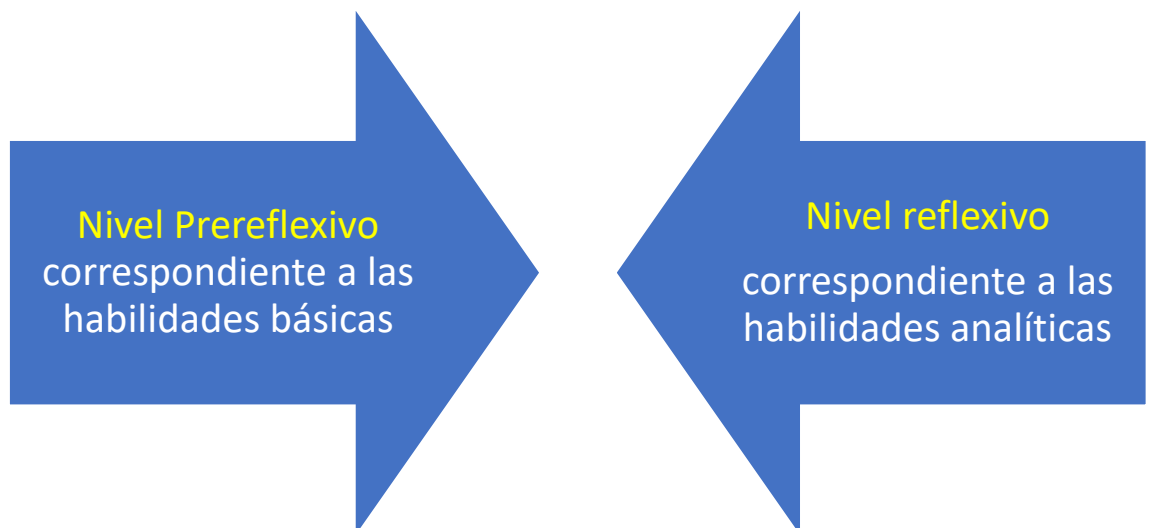 Nivel Prereflexivo
correspondiente a las
habilidades básicas
Nivel reflexivo
correspondiente a las
habilidades analíticas